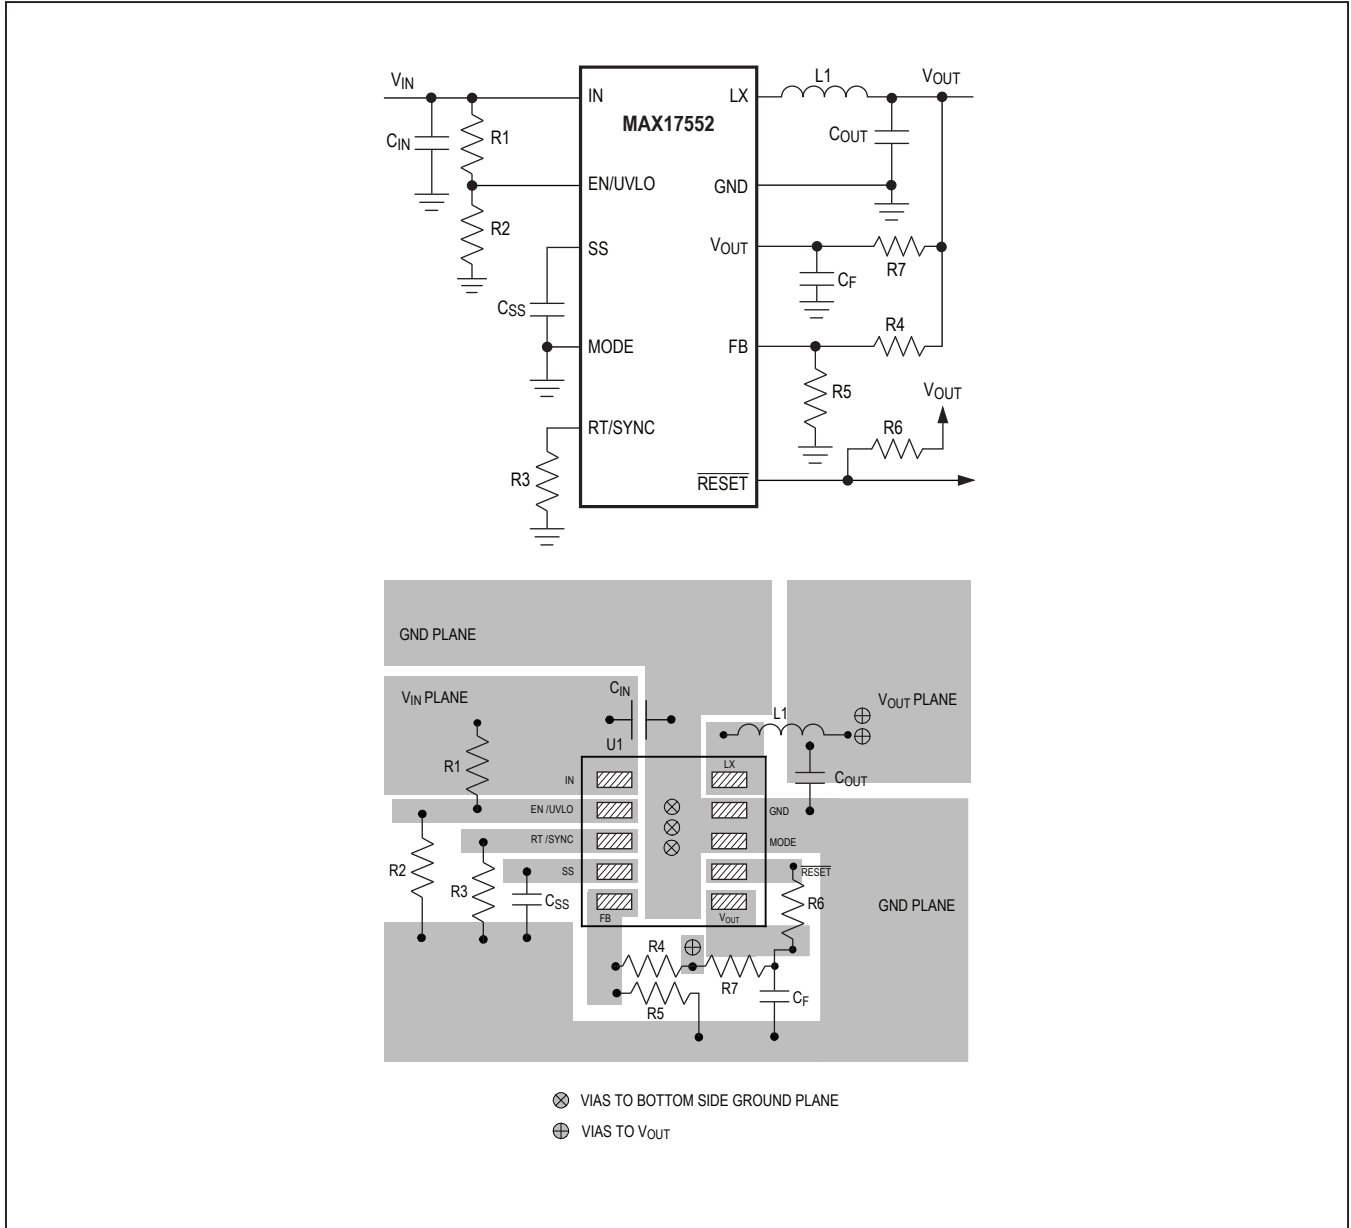 VIN
IN
LX
L1
VOUT
MAX17552
CIN
R1
COUT
EN/UVLO
GND
R2
SS
VOUT
R7
CF
CSS
R4
MODE
FB
R5
VOUT
RT/SYNC
R6
R3
RESET
GND PLANE
VIN PLANE
CIN
VOUT PLANE
L1
U1
R1
LX
IN
COUT
EN /UVLO
GND
RT /SYNC
MODE
R2
SS
RESET
R3
CSS
R6
GND PLANE
FB
VOUT
R4
R7
CF
R5
VIAS TO BOTTOM SIDE GROUND PLANE
VIAS TO VOUT